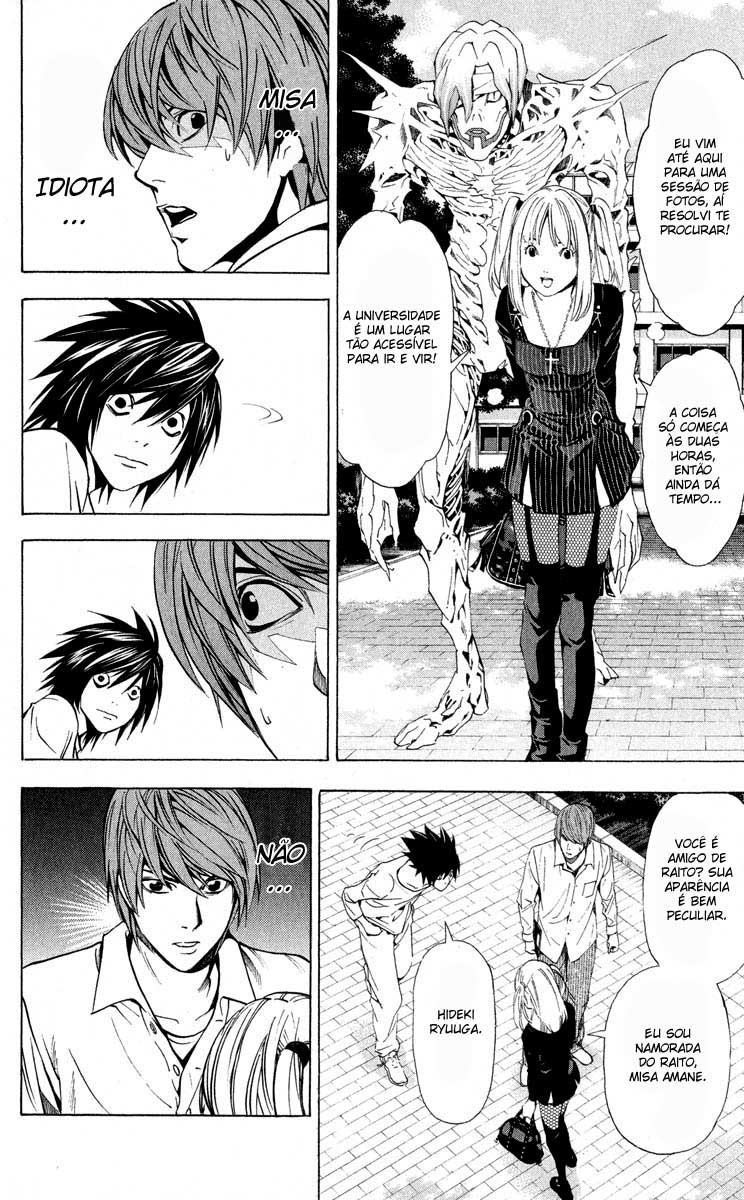 EU VIM
ATÉ AQUI
PARA UMA
SESSÃO DE
FOTOS, AÍ
RESOLVI TE
PROCURAR!
A UNIVERSIDADE
É UM LUGAR
TÃO ACESSÍVEL
PARA IR E VIR!
A COISA
SÓ COMEÇA
ÀS DUAS
HORAS,
ENTÃO
AINDA DÁ
TEMPO...
MISA
...
IDIOTA
...
VOCÊ É
AMIGO DE
RAITO? SUA
APARÊNCIA
É BEM
PECULIAR.
EU SOU
NAMORADA
DO RAITO,
MISA AMANE.
HIDEKI
RYUUGA.
NÃO
...